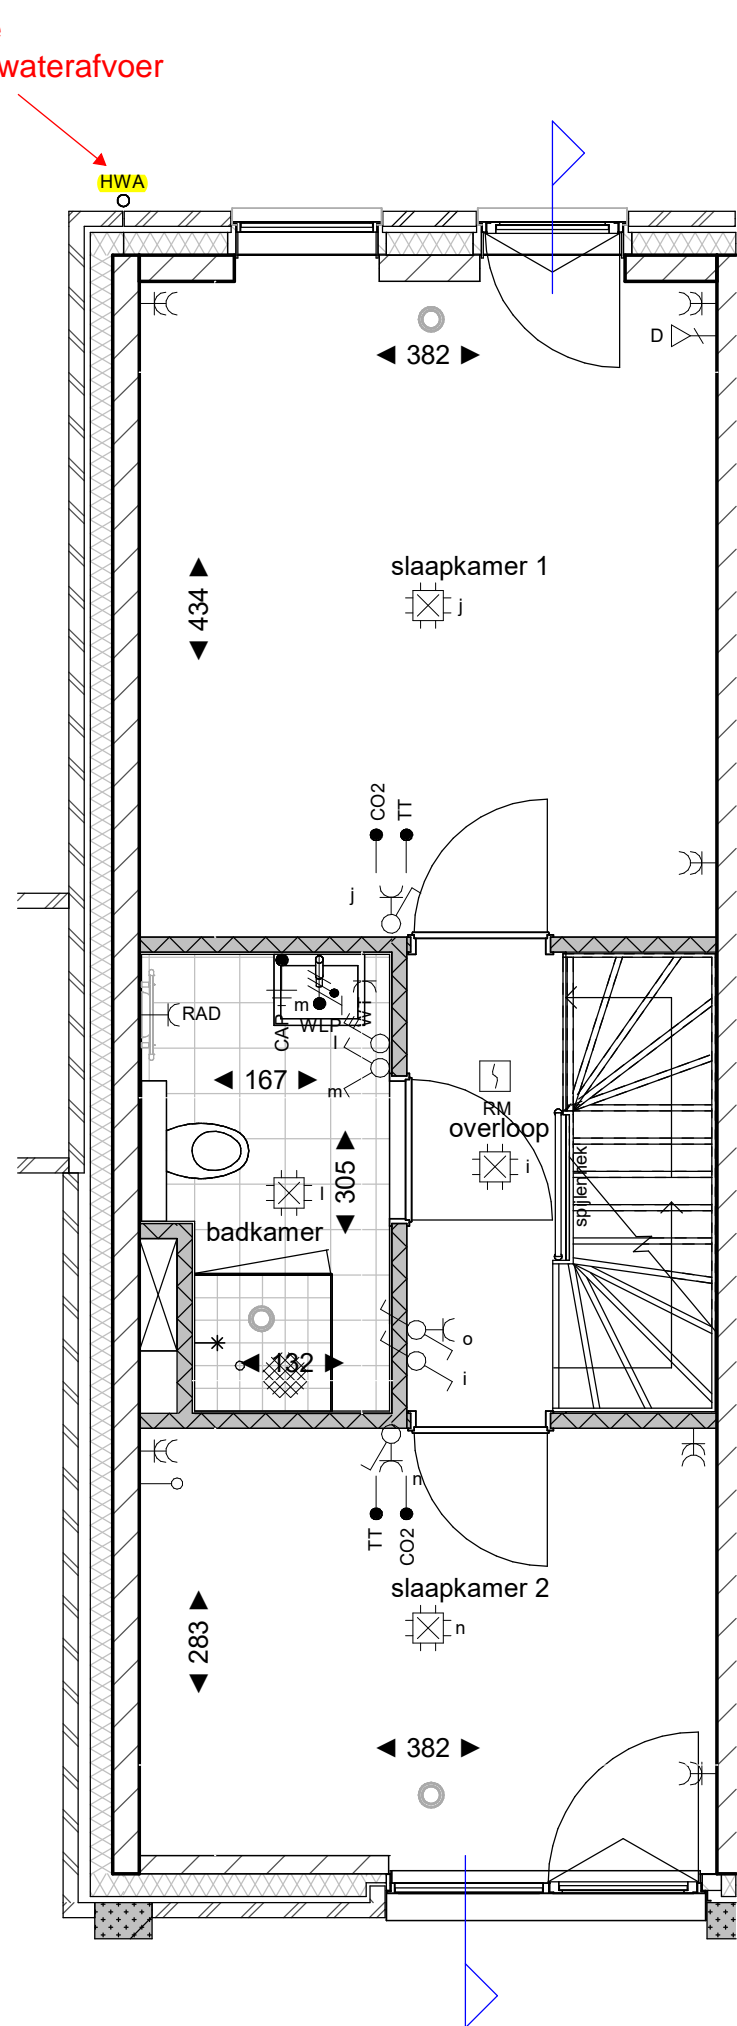 waterafvoer
HWA
382
D
slaapkamer 1
j
434
CO2
TT
j
RAD
CAP
m
WLP
WT
l
m
167
RM
overloop
i
305
l
badkamer
spijlenhek
132
o
i
n
TT
CO2
slaapkamer 2
n
283
382